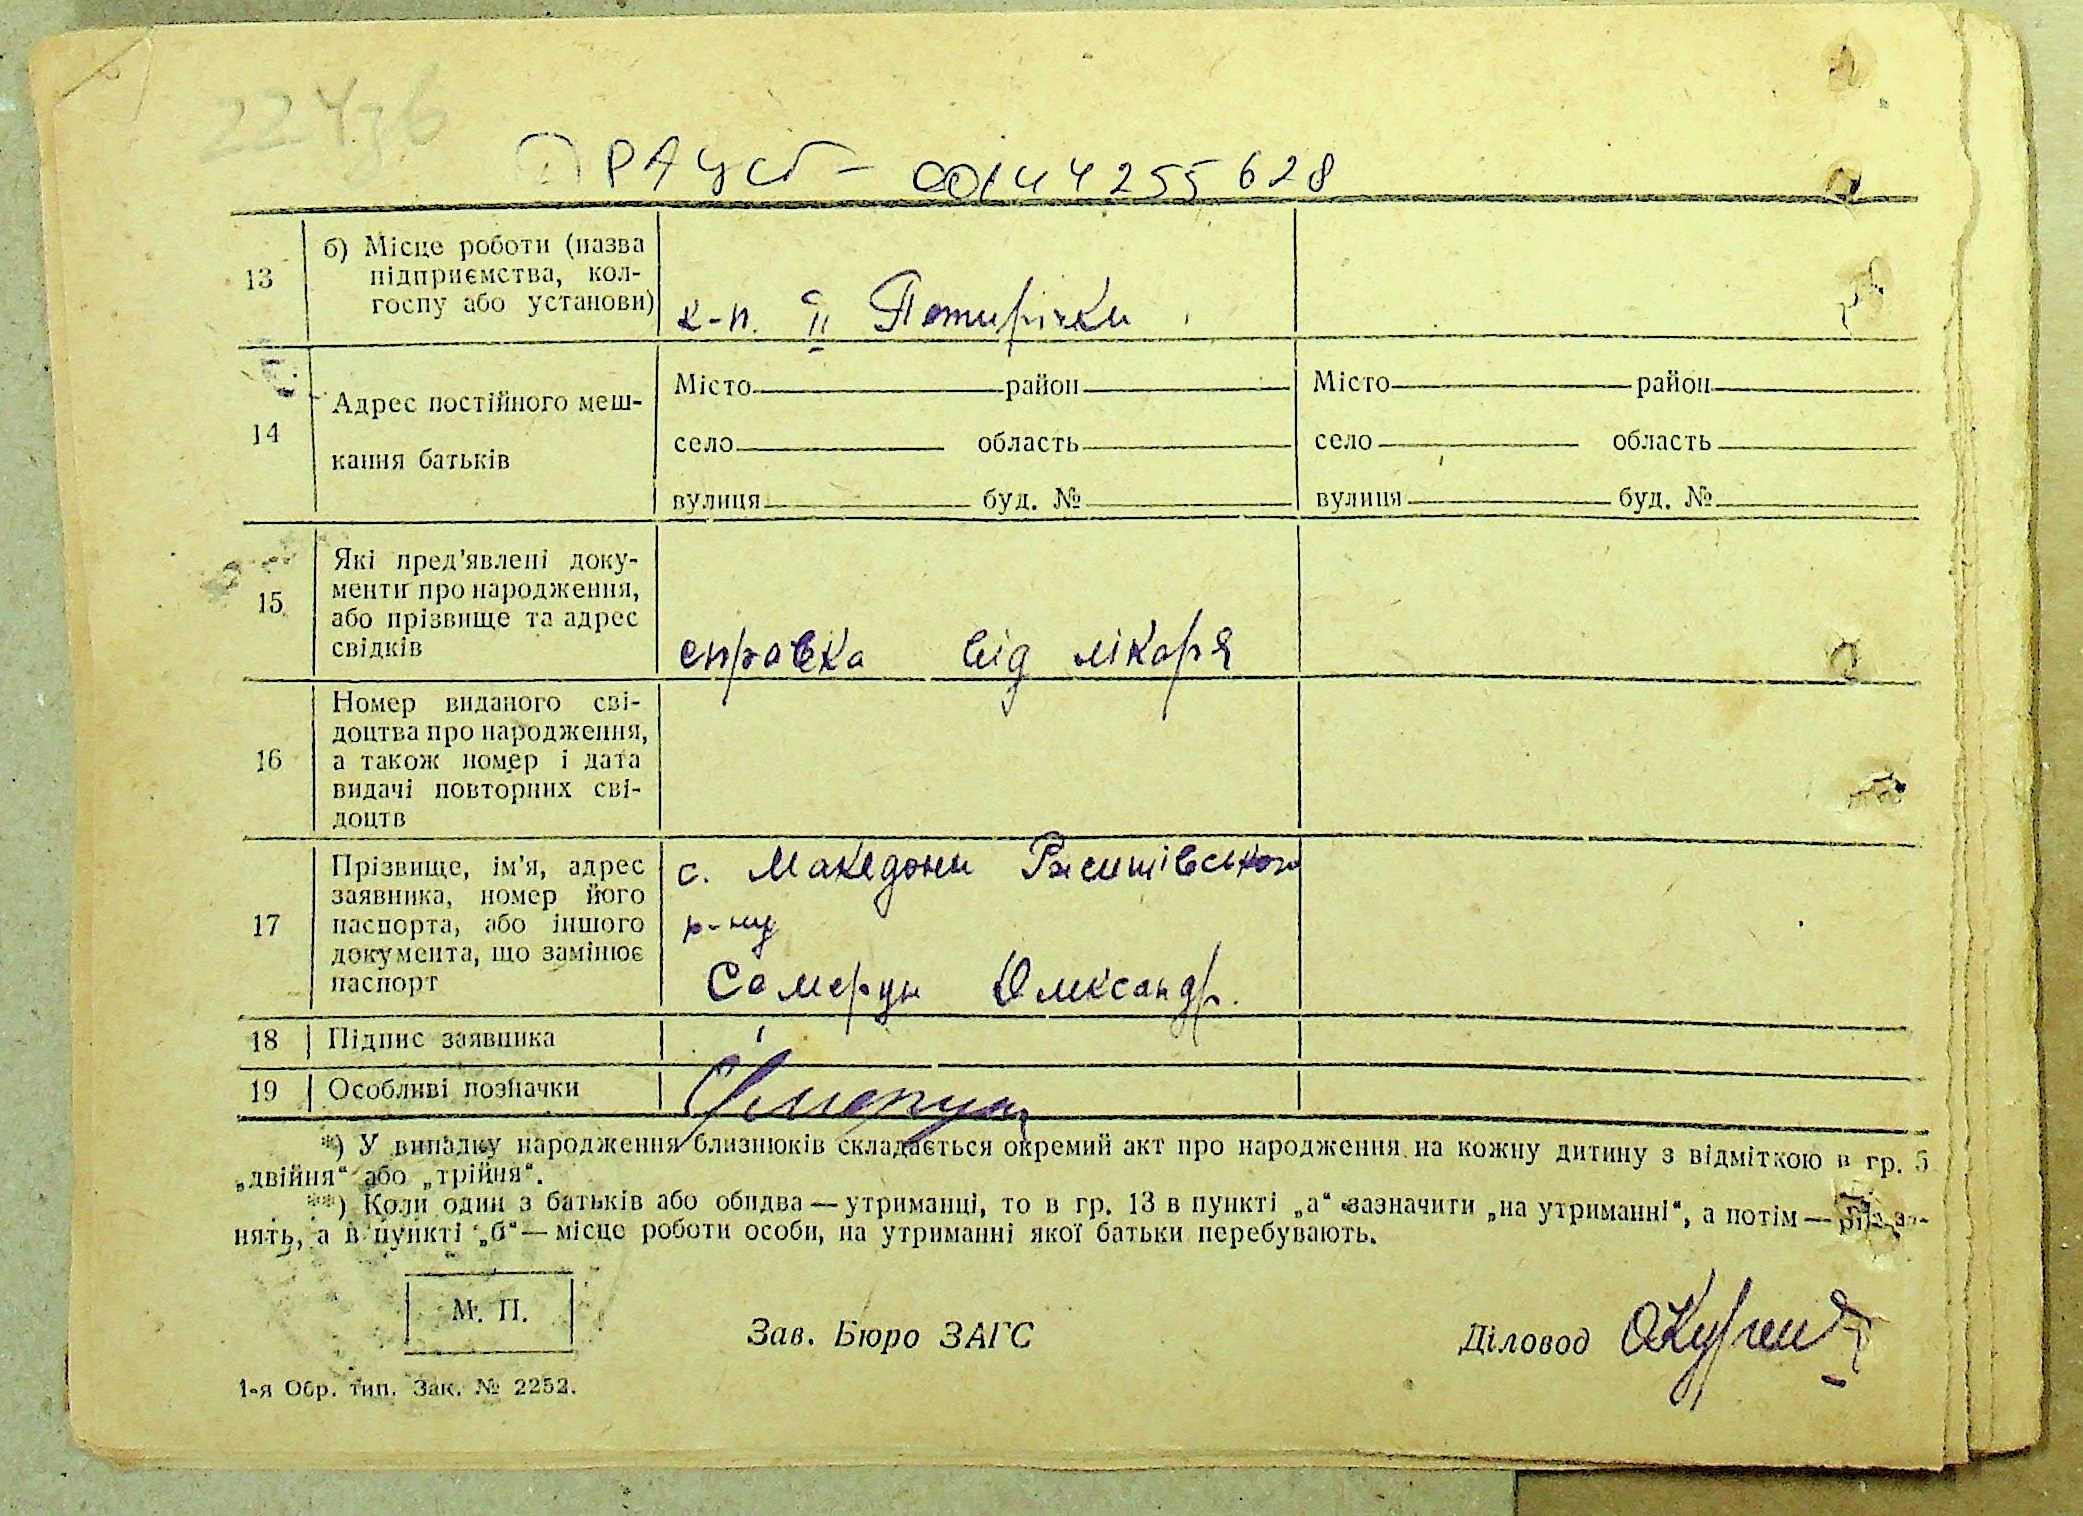 РАЦСГ - 00144255628
13
б) Місце роботи (назва
підприємства, кол-
госпу або установи)
к-п. II Петирічки
14
Адрес постійного меш-
кання батьків
Місто район
село область
вулиця буд. №
Місто район
село область
вулиця буд. №
15
Які пред'явлені доку-
менти про народження,
або прізвище та адрес
свідків
справка від лікаря
16
Номер виданого сві-
доцтва про народження,
а також номер і дата
видачі повторних сві-
доцтв
17
Прізвище, ім'я, адрес
заявника, номер його
паспорта, або іншого
документа, що замінює
паспорт
с. Македони
р-ну
Олександр.
18
Підпис заявника
19
Особливі позначки
*) У випадку народження близнюків складається окремий акт про народження на кожну дитину з відміткою в гр. 5
„двійня“ або „трійня“.
**) Коли один з батьків або обидва — утриманці, то в гр. 13 в пункті „а“ зазначити „на утриманні“, а потім —
нять, а в пункті „б“ — місце роботи особи, на утриманні якої батьки перебувають.
М. П.
Зав. Бюро ЗАГС
Діловод
1-я Обр. тип. Зак. № 2252.